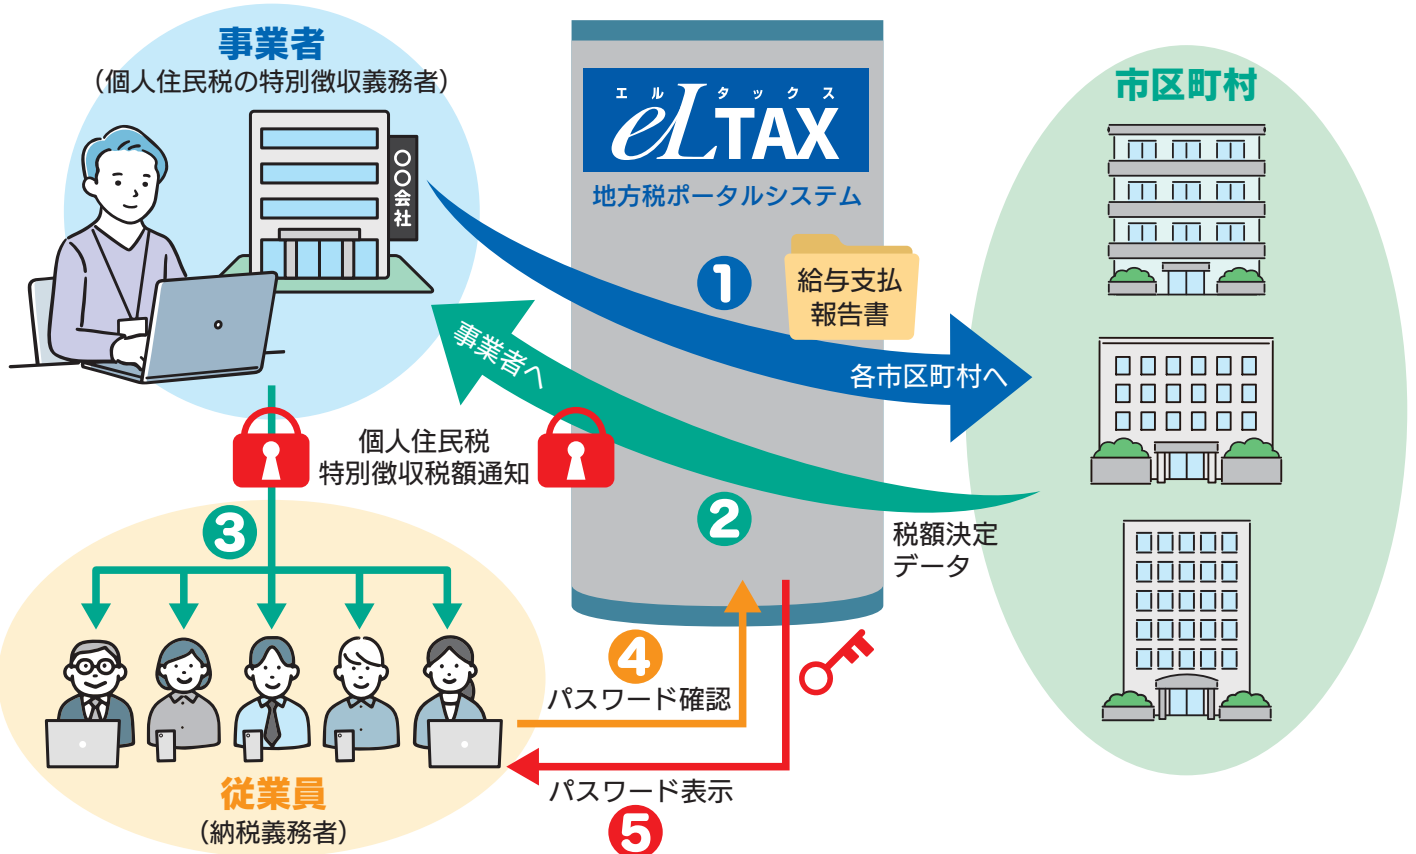 事業者
(個人住民税の特別徴収義務者)
〇〇会社
エルタックス
eLTAX
地方税ポータルシステム
市区町村
1
給与支払
報告書
各市区町村へ
事業者へ
個人住民税
特別徴収税額通知
2
税額決定
データ
3
4
パスワード確認
パスワード表示
5
従業員
(納税義務者)